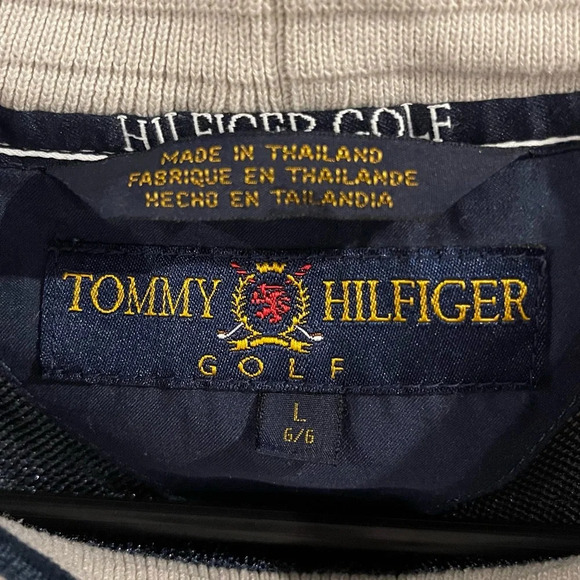 HILFIGER GOLF
MADE IN THAILAND
FABRIQUE EN THAILANDE
HECHO EN TAILANDIA
TOMMY HILFIGER
GOLF
L
G/G